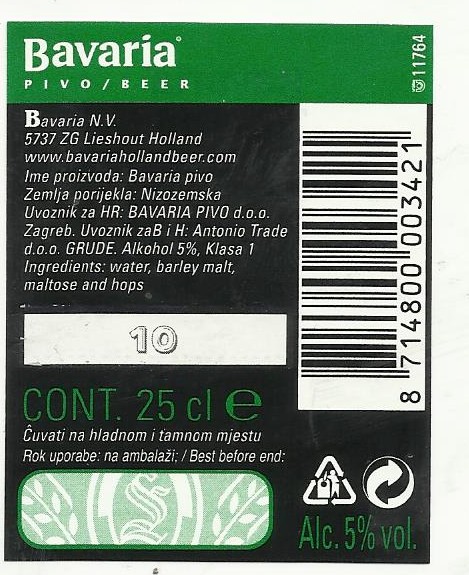 Bavaria
PIVO/BEER
11764
Bavaria N.V.
5737 ZG Lieshout Holland
www.bavariahollandbeer.com
Ime proizvoda: Bavaria pivo
Zemlja porijekla: Nizozemska
Uvoznik za HR: BAVARIA PIVO d.o.o.
Zagreb. Uvoznik zaB i H: Antonio Trade
d.o.o. GRUDE. Alkohol 5%, Klasa 1
Ingredients: water, barley malt,
maltose and hops
8 714800 003421
10
CONT. 25 cl ℮
Čuvati na hladnom i tamnom mjestu
Rok uporabe: na ambalaži: / Best before end:
Alc. 5% vol.